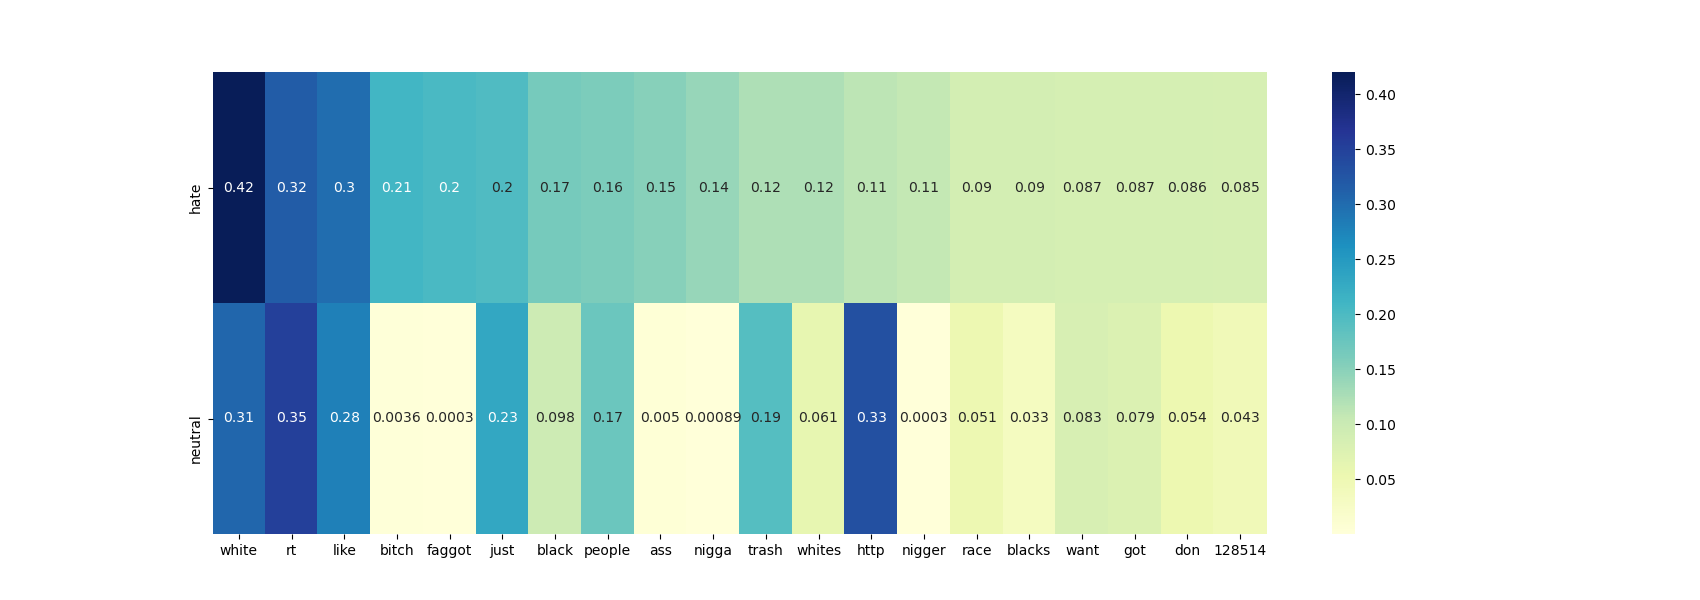 hate
0.42 0.32 0.3 0.21 0.2 0.2 0.17 0.16 0.15 0.14 0.12 0.12 0.11 0.11 0.09 0.09 0.087 0.087 0.086 0.085
neutral
0.31 0.35 0.28 0.0036 0.0003 0.23 0.098 0.17 0.005 0.00089 0.19 0.061 0.33 0.0003 0.051 0.033 0.083 0.079 0.054 0.043
white rt like bitch faggot just black people ass nigga trash whites http nigger race blacks want got don 128514
0.40
0.35
0.30
0.25
0.20
0.15
0.10
0.05